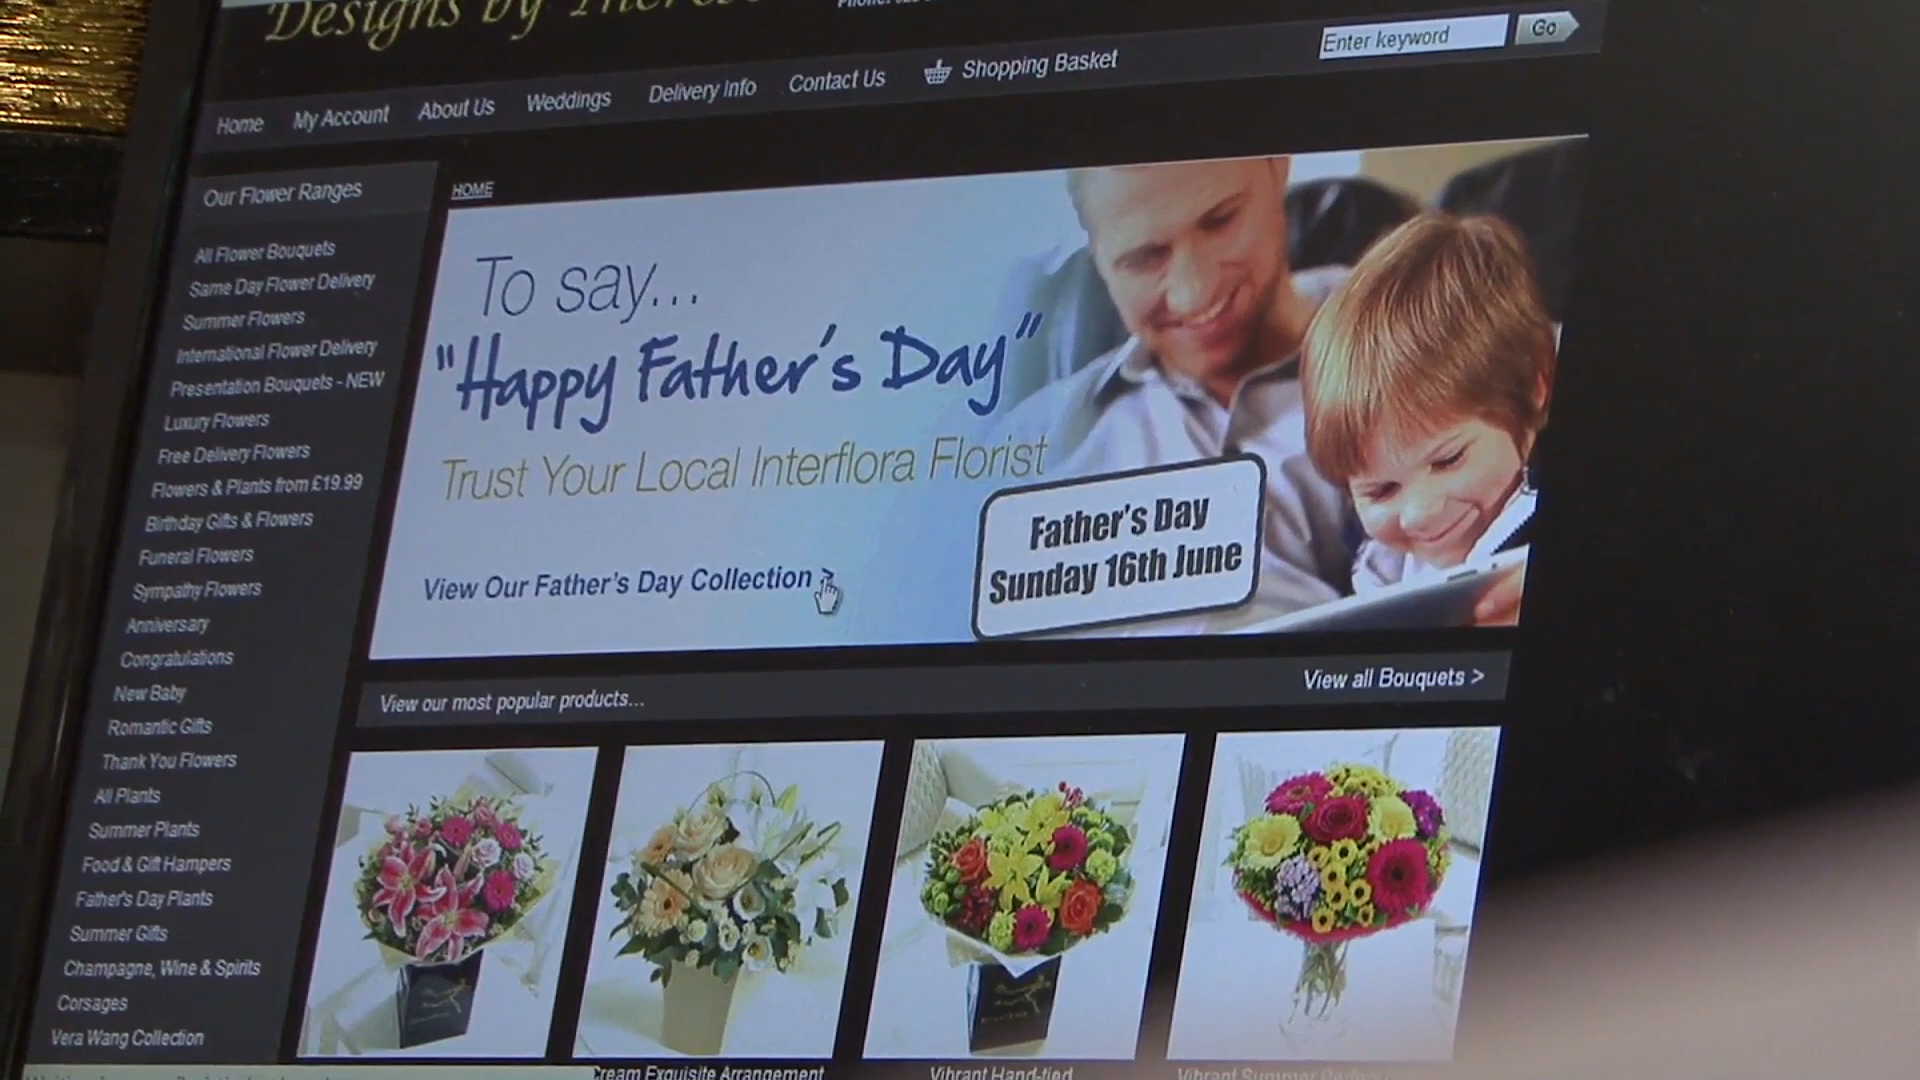 Designs by
Home My Account About Us Weddings Delivery Info Contact Us Shopping Basket
Enter keyword Go
Our Flower Ranges
All Flower Bouquets
Same Day Flower Delivery
Summer Flowers
International Flower Delivery
Presentation Bouquets - NEW
Luxury Flowers
Free Delivery Flowers
Flowers & Plants from £19.99
Birthday Gifts & Flowers
Funeral Flowers
Sympathy Flowers
Anniversary
Congratulations
New Baby
Romantic Gifts
Thank You Flowers
All Plants
Summer Plants
Food & Gift Hampers
Father's Day Plants
Summer Gifts
Champagne, Wine & Spirits
Corsages
Vera Wang Collection
HOME
To say...
"Happy Father's Day"
Trust Your Local Interflora Florist
Father's Day
Sunday 16th June
View Our Father's Day Collection >
View our most popular products...
View all Bouquets >
Cream Exquisite Arrangement
Vibrant Hand-tied
Vibrant Summer